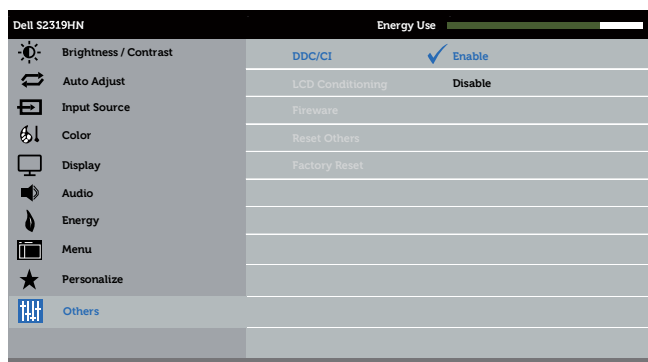 Dell S2319HN Energy Use
Brightness / Contrast
Auto Adjust
Input Source
Color
Display
Audio
Energy
Menu
Personalize
Others
DDC/CI Enable
LCD Conditioning Disable
Fireware
Reset Others
Factory Reset